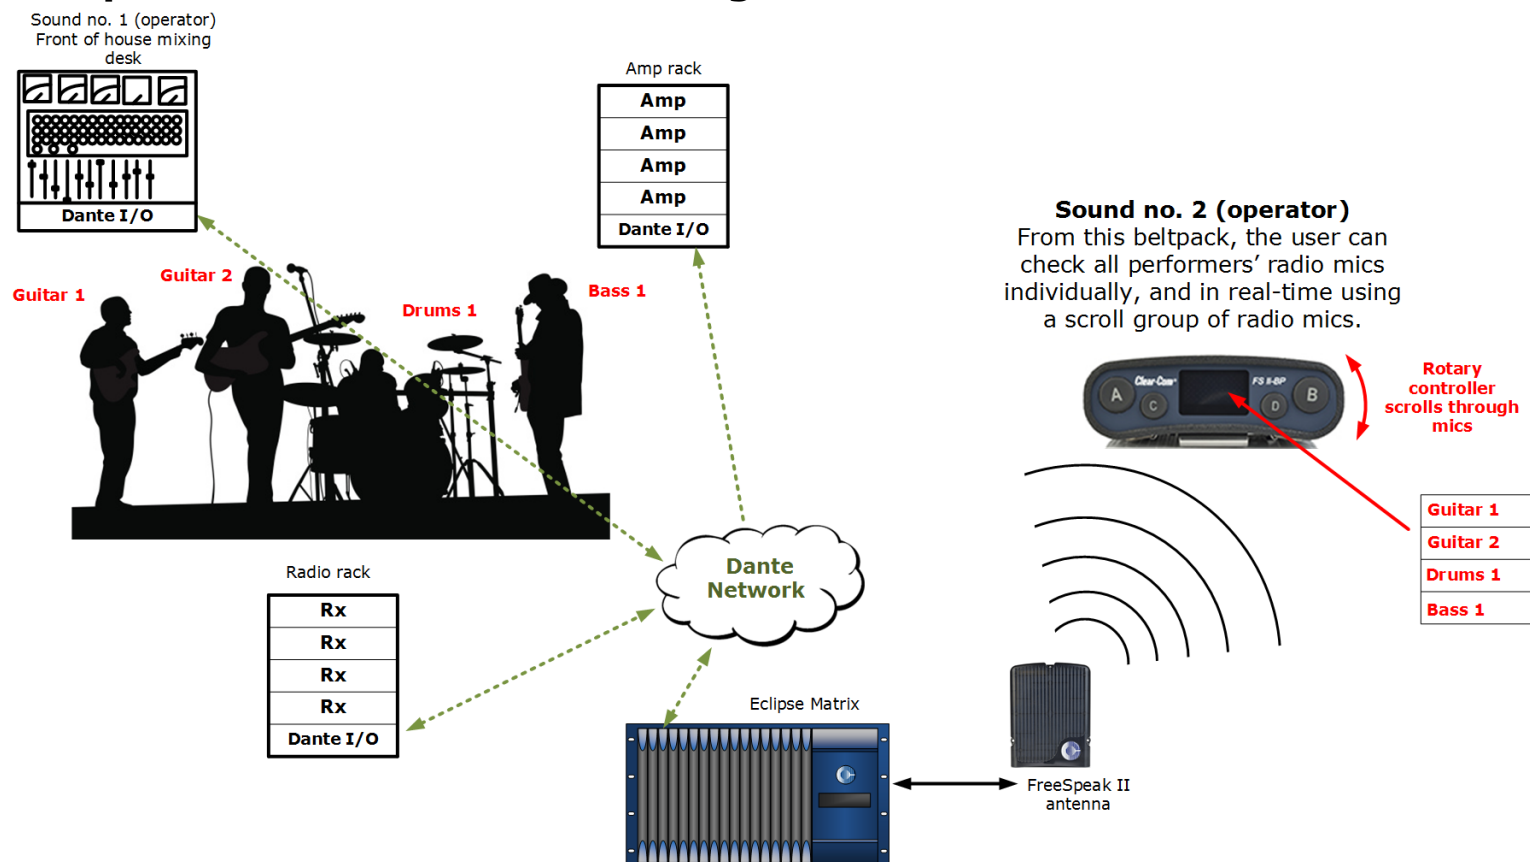 Sound no. 1 (operator)
Front of house mixing
desk
Dante I/O
Amp rack
Amp
Amp
Amp
Amp
Dante I/O
Guitar 1
Guitar 2
Drums 1
Bass 1
Sound no. 2 (operator)
From this beltpack, the user can
check all performers’ radio mics
individually, and in real-time using
a scroll group of radio mics.
A
Clear-Com
C
FS II-BP
D
B
Rotary
controller
scrolls through
mics
Guitar 1
Guitar 2
Drums 1
Bass 1
Dante
Network
Radio rack
Rx
Rx
Rx
Rx
Dante I/O
Eclipse Matrix
FreeSpeak II
antenna